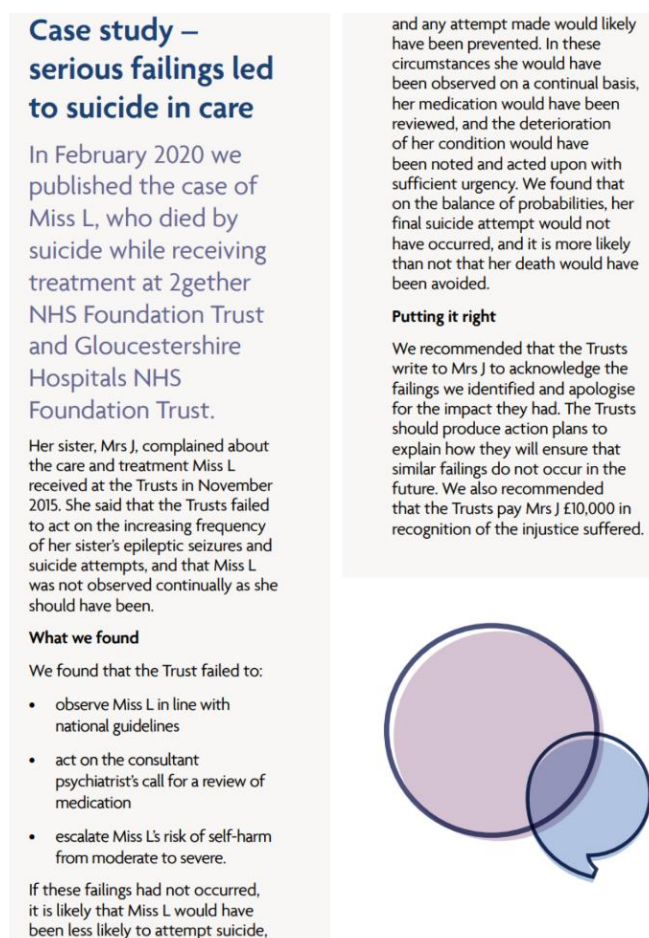 Case study –
serious failings led
to suicide in care
In February 2020 we
published the case of
Miss L, who died by
suicide while receiving
treatment at 2gether
NHS Foundation Trust
and Gloucestershire
Hospitals NHS
Foundation Trust.
Her sister, Mrs J, complained about
the care and treatment Miss L
received at the Trusts in November
2015. She said that the Trusts failed
to act on the increasing frequency
of her sister’s epileptic seizures and
suicide attempts, and that Miss L
was not observed continually as she
should have been.
What we found
We found that the Trust failed to:
• observe Miss L in line with
national guidelines
• act on the consultant
psychiatrist’s call for a review of
medication
• escalate Miss L’s risk of self-harm
from moderate to severe.
If these failings had not occurred,
it is likely that Miss L would have
been less likely to attempt suicide,
and any attempt made would likely
have been prevented. In these
circumstances she would have
been observed on a continual basis,
her medication would have been
reviewed, and the deterioration
of her condition would have
been noted and acted upon with
sufficient urgency. We found that
on the balance of probabilities, her
final suicide attempt would not
have occurred, and it is more likely
than not that her death would have
been avoided.
Putting it right
We recommended that the Trusts
write to Mrs J to acknowledge the
failings we identified and apologise
for the impact they had. The Trusts
should produce action plans to
explain how they will ensure that
similar failings do not occur in the
future. We also recommended
that the Trusts pay Mrs J £10,000 in
recognition of the injustice suffered.